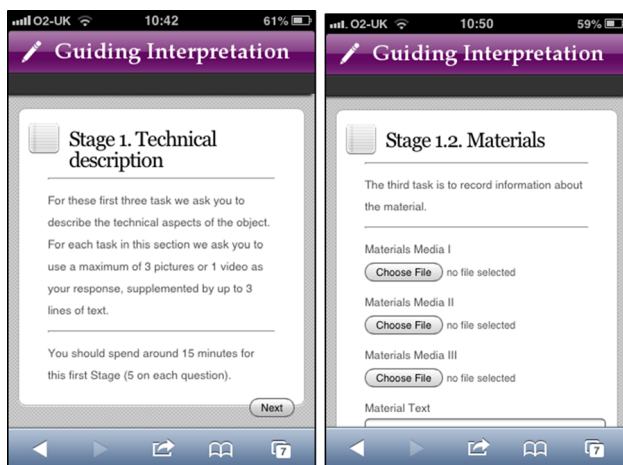 O2-UK 10:42 61%
Guiding Interpretation
Stage 1. Technical
description
For these first three task we ask you to
describe the technical aspects of the object.
For each task in this section we ask you to
use a maximum of 3 pictures or 1 video as
your response, supplemented by up to 3
lines of text.
You should spend around 15 minutes for
this first Stage (5 on each question).
Next
7
O2-UK 10:50 59%
Guiding Interpretation
Stage 1.2. Materials
The third task is to record information about
the material.
Materials Media I
Choose File no file selected
Materials Media II
Choose File no file selected
Materials Media III
Choose File no file selected
Material Text
7